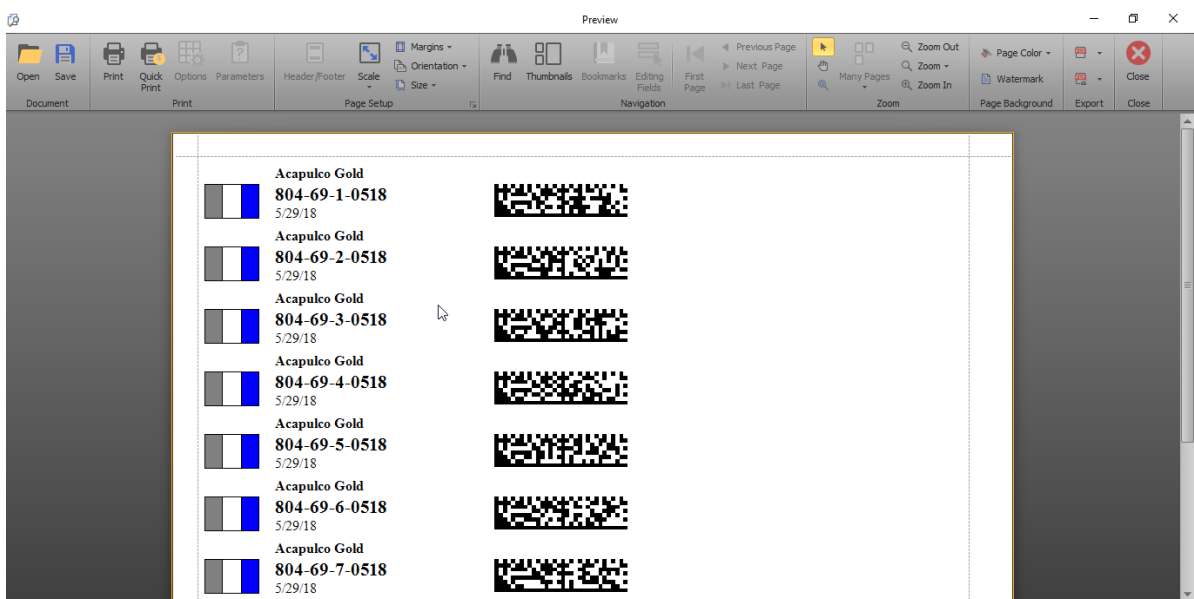 Preview
Open
Save
Document
Print
Quick Print
Options
Parameters
Print
Header/Footer
Scale
Margins
Orientation
Size
Page Setup
Find
Thumbnails
Bookmarks
Editing Fields
First Page
Previous Page
Next Page
Last Page
Navigation
Many Pages
Zoom Out
Zoom
Zoom In
Zoom
Page Color
Watermark
Page Background
Export
Close
Close
Acapulco Gold
804-69-1-0518
5/29/18
Acapulco Gold
804-69-2-0518
5/29/18
Acapulco Gold
804-69-3-0518
5/29/18
Acapulco Gold
804-69-4-0518
5/29/18
Acapulco Gold
804-69-5-0518
5/29/18
Acapulco Gold
804-69-6-0518
5/29/18
Acapulco Gold
804-69-7-0518
5/29/18